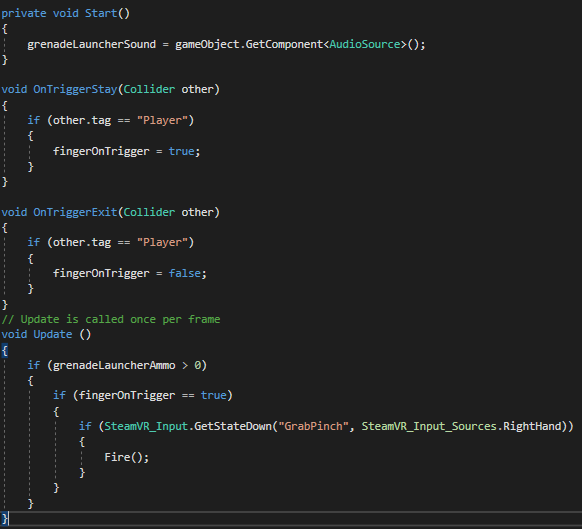 private void Start()
{
    grenadeLauncherSound = gameObject.GetComponent<AudioSource>();
}

void OnTriggerStay(Collider other)
{
    if (other.tag == "Player")
    {
        fingerOnTrigger = true;
    }
}

void OnTriggerExit(Collider other)
{
    if (other.tag == "Player")
    {
        fingerOnTrigger = false;
    }
}
// Update is called once per frame
void Update ()
{
    if (grenadeLauncherAmmo > 0)
    {
        if (fingerOnTrigger == true)
        {
            if (SteamVR_Input.GetStateDown("GrabPinch", SteamVR_Input_Sources.RightHand))
            {
                Fire();
            }
        }
    }
}